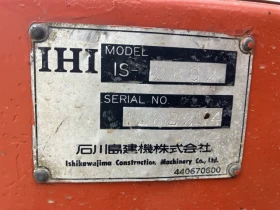 IHI MODEL
IS-
SERIAL NO.
石川島建機株式会社
Ishikawajima Construction Machinery Co., Ltd.
440670600